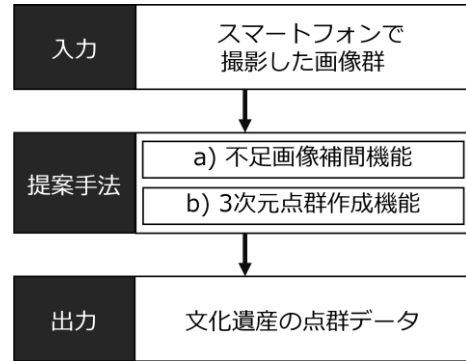 入力
スマートフォンで
撮影した画像群
提案手法
a) 不足画像補間機能
b) 3次元点群作成機能
出力
文化遺産の点群データ